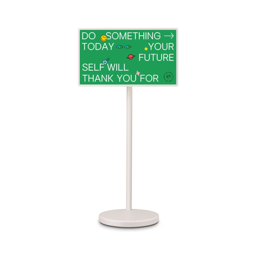 DO SOMETHING →
TODAY YOUR
FUTURE
SELF WILL
THANK YOU FOR